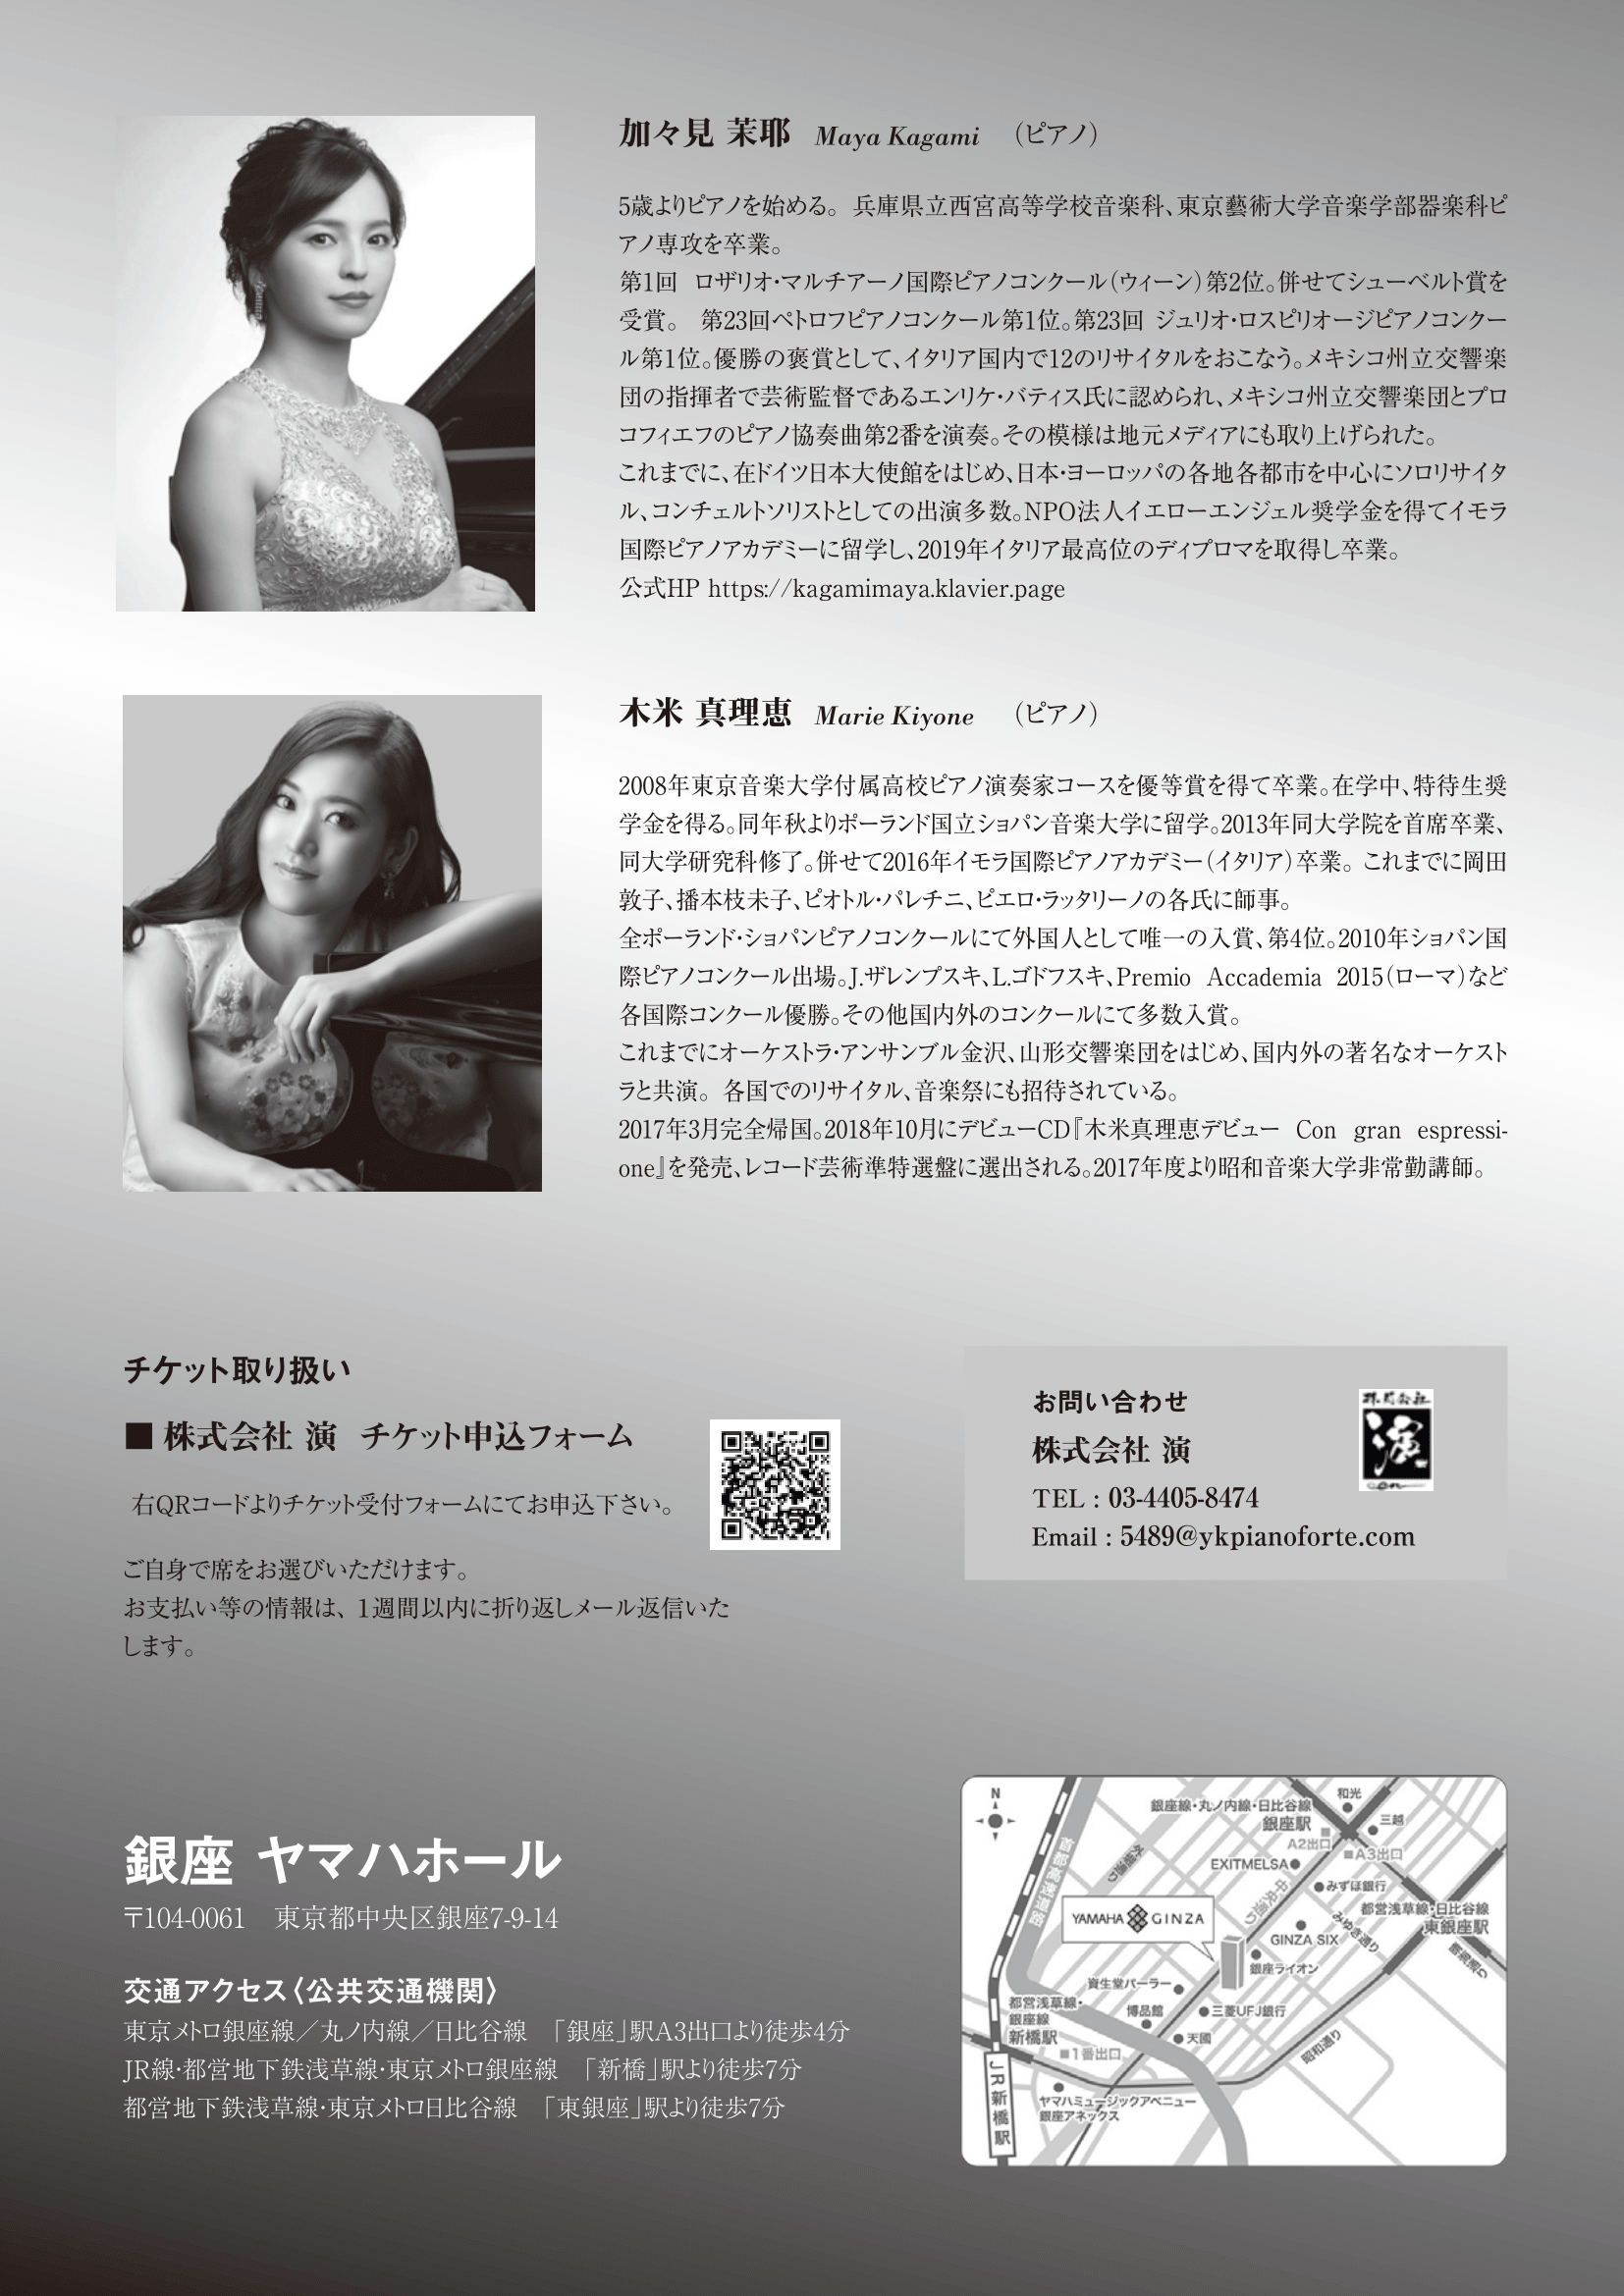 加々見 茉耶 Maya Kagami （ピアノ）
5歳よりピアノを始める。 兵庫県立西宮高等学校音楽科、東京藝術大学音楽学部器楽科ピ
アノ専攻を卒業。
第1回 ロザリオ・マルチアーノ国際ピアノコンクール（ウィーン）第2位。併せてシューベルト賞を
受賞。 第23回ペトロフピアノコンクール第1位。第23回 ジュリオ・ロスピリオージピアノコンクー
ル第1位。優勝の褒賞として、イタリア国内で12のリサイタルをおこなう。メキシコ州立交響楽
団の指揮者で芸術監督であるエンリケ・バティス氏に認められ、メキシコ州立交響楽団とプロ
コフィエフのピアノ協奏曲第2番を演奏。その模様は地元メディアにも取り上げられた。
これまでに、在ドイツ日本大使館をはじめ、日本・ヨーロッパの各地各都市を中心にソロリサイタ
ル、コンチェルトソリストとしての出演多数。NPO法人イエローエンジェル奨学金を得てイモラ
国際ピアノアカデミーに留学し、2019年イタリア最高位のディプロマを取得し卒業。
公式HP https://kagamimaya.klavier.page
木米 真理恵 Marie Kiyone （ピアノ）
2008年東京音楽大学付属高校ピアノ演奏家コースを優等賞を得て卒業。在学中、特待生奨
学金を得る。同年秋よりポーランド国立ショパン音楽大学に留学。2013年同大学院を首席卒業、
同大学研究科修了。併せて2016年イモラ国際ピアノアカデミー（イタリア）卒業。 これまでに岡田
敦子、播本枝未子、ピオトル・パレチニ、ピエロ・ラッタリーノの各氏に師事。
全ポーランド・ショパンピアノコンクールにて外国人として唯一の入賞、第4位。2010年ショパン国
際ピアノコンクール出場。J.ザレンプスキ、L.ゴドフスキ、Premio Accademia 2015（ローマ）など
各国際コンクール優勝。その他国内外のコンクールにて多数入賞。
これまでにオーケストラ・アンサンブル金沢、山形交響楽団をはじめ、国内外の著名なオーケスト
ラと共演。 各国でのリサイタル、音楽祭にも招待されている。
2017年3月完全帰国。2018年10月にデビューCD『木米真理恵デビュー Con gran espressi-
one』を発売、レコード芸術準特選盤に選出される。2017年度より昭和音楽大学非常勤講師。
チケット取り扱い
■ 株式会社 演 チケット申込フォーム
右QRコードよりチケット受付フォームにてお申込下さい。
ご自身で席をお選びいただけます。
お支払い等の情報は、1週間以内に折り返しメール返信いた
します。
お問い合わせ
株式会社 演
TEL : 03-4405-8474
Email : 5489@ykpianoforte.com
株式会社
演
en
銀座 ヤマハホール
〒104-0061 東京都中央区銀座7-9-14
交通アクセス〈公共交通機関〉
東京メトロ銀座線／丸ノ内線／日比谷線 「銀座」駅A3出口より徒歩4分
JR線・都営地下鉄浅草線・東京メトロ銀座線 「新橋」駅より徒歩7分
都営地下鉄浅草線・東京メトロ日比谷線 「東銀座」駅より徒歩7分
N
和光
銀座線・丸ノ内線・日比谷線
銀座駅
三越
A2出口
A3出口
EXITMELSA
外堀通り
首都高速道路
中央通り
みずほ銀行
都営浅草線・日比谷線
東銀座駅
YAMAHA GINZA
みゆき通り
GINZA SIX
晴海通り
銀座ライオン
資生堂パーラー
都営浅草線・
銀座線
新橋駅
博品館
三菱UFJ銀行
天國
1番出口
昭和通り
JR新橋駅
ヤマハミュージックアベニュー
銀座アネックス